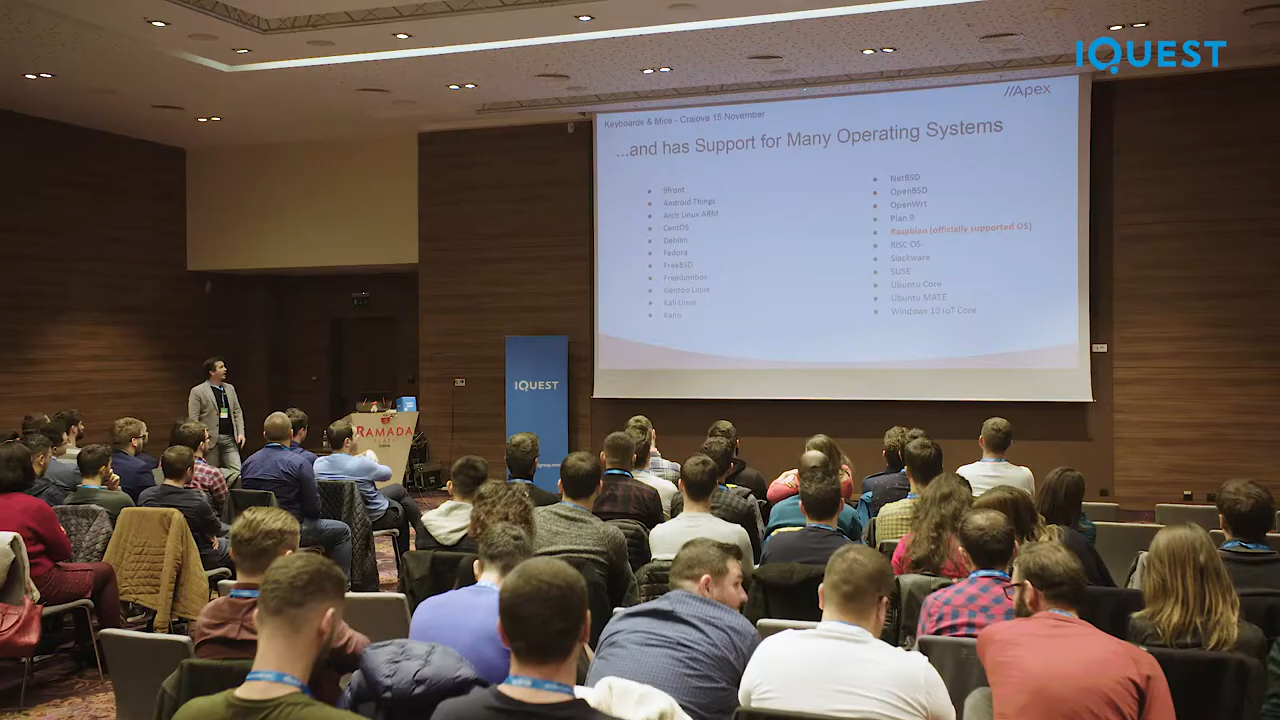 IQUEST
//Apex
Keyboards & Mice - Craiova 15 November
...and has Support for Many Operating Systems
9front
Android Things
Arch Linux ARM
CentOS
Debian
Fedora
FreeBSD
Freedombox
Gentoo Linux
Kali Linux
Kano
NetBSD
OpenBSD
OpenWrt
Plan 9
Raspbian (officially supported OS)
RISC OS
Slackware
SUSE
Ubuntu Core
Ubuntu MATE
Windows 10 IoT Core
IQUEST
RAMADA